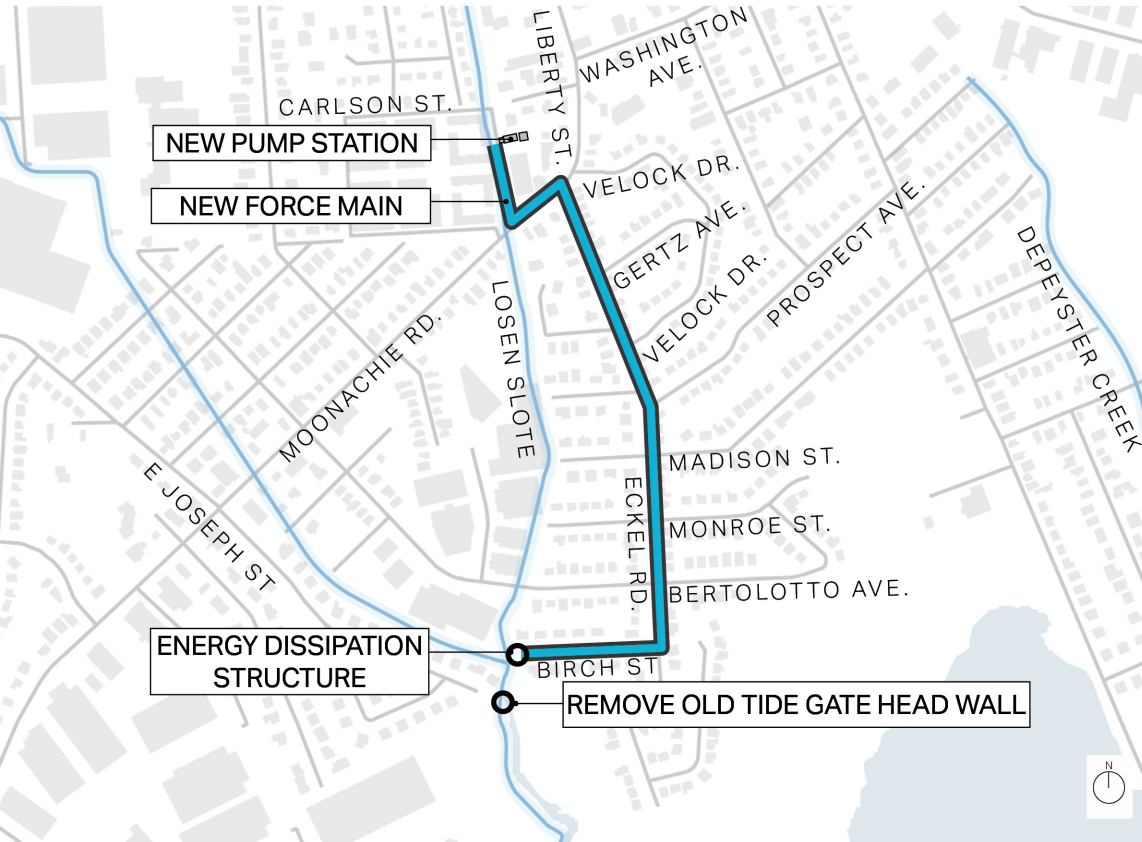 LIBERTY ST.
WASHINGTON
AVE.
CARLSON ST.
NEW PUMP STATION
VELOCK DR.
NEW FORCE MAIN
GERTZ AVE.
PROSPECT AVE.
VELOCK DR.
DEPEYSTER CREEK
LOSEN SLOTE
MOONACHIE RD.
MADISON ST.
E JOSEPH ST
ECKEL RD.
MONROE ST.
BERTOLOTTO AVE.
ENERGY DISSIPATION
STRUCTURE
BIRCH ST
REMOVE OLD TIDE GATE HEAD WALL
N